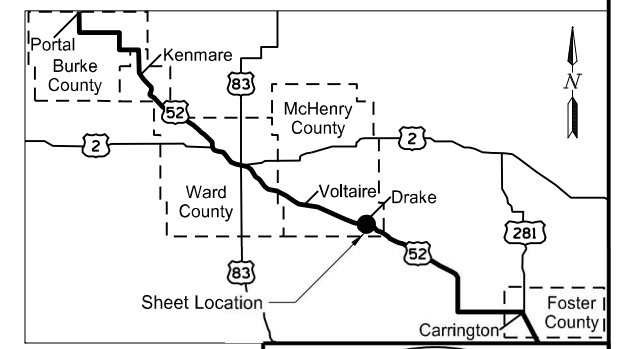 Portal
Kenmare
Burke
County
83
McHenry
County
N
52
2
2
Ward
County
Voltaire
Drake
281
52
83
Sheet Location
Foster
County
Carrington